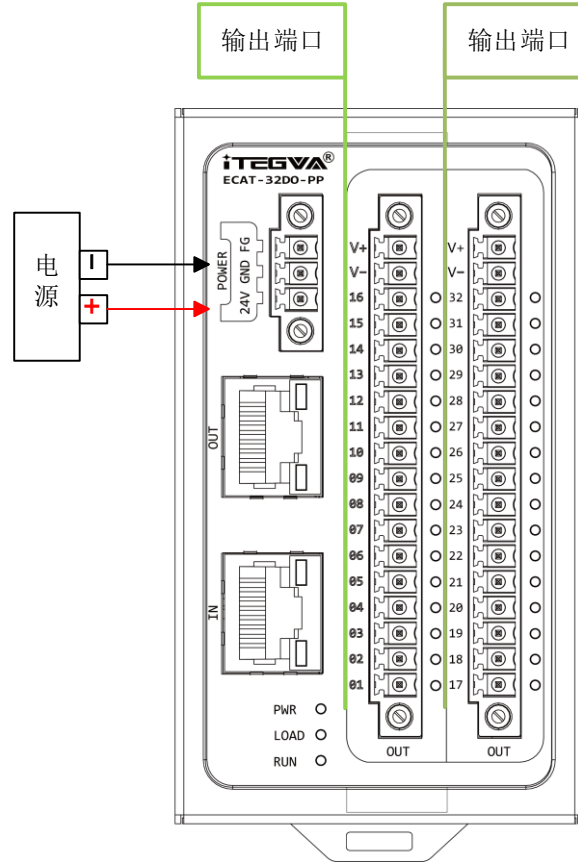 输出端口
输出端口
iTEGVA®
ECAT-32DO-PP
电源
−
+
POWER
24V GND FG
OUT
IN
PWR
LOAD
RUN
V+
V-
16
15
14
13
12
11
10
09
08
07
06
05
04
03
02
01
OUT
V+
V-
32
31
30
29
28
27
26
25
24
23
22
21
20
19
18
17
OUT